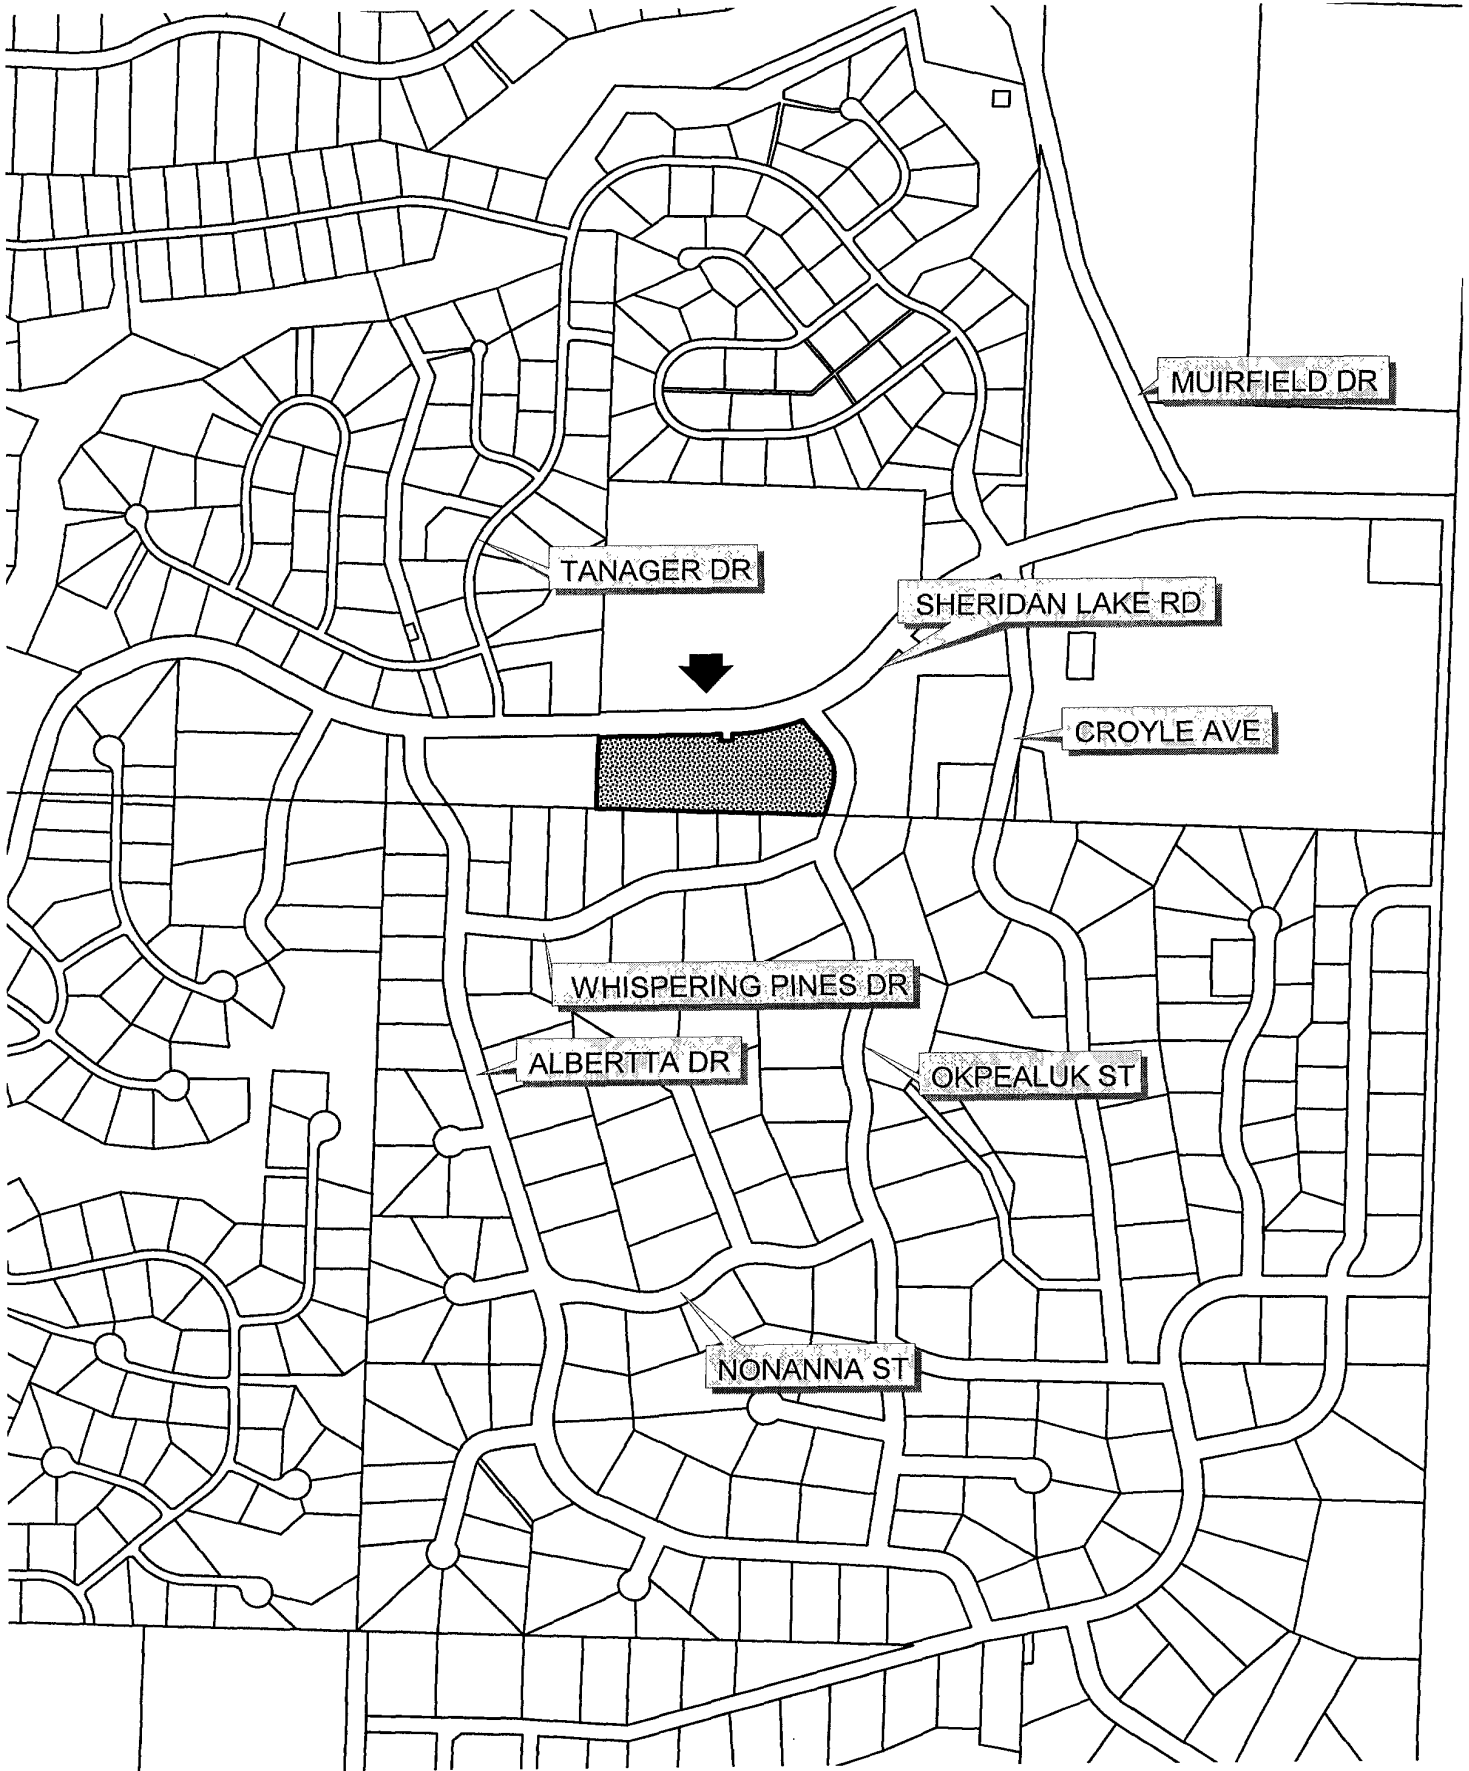 MUIRFIELD DR
TANAGER DR
SHERIDAN LAKE RD
CROYLE AVE
WHISPERING PINES DR
ALBERTTA DR
OKPEALUK ST
NONANNA ST